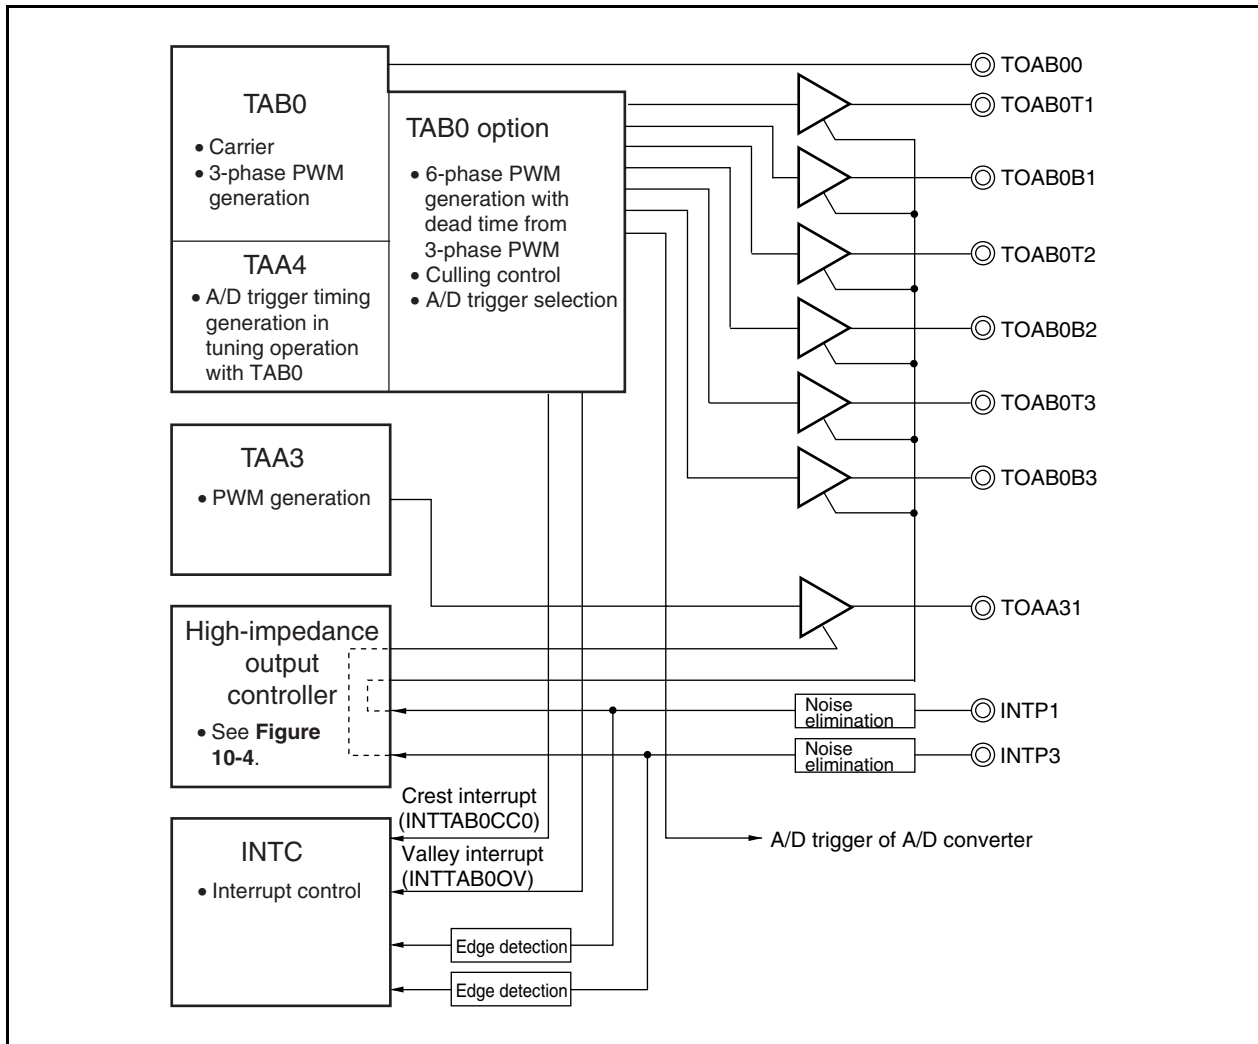 TAB0
• Carrier
• 3-phase PWM
generation
TAA4
• A/D trigger timing
generation in
tuning operation
with TAB0
TAB0 option
• 6-phase PWM
generation with
dead time from
3-phase PWM
• Culling control
• A/D trigger selection
TOAB00
TOAB0T1
TOAB0B1
TOAB0T2
TOAB0B2
TOAB0T3
TOAB0B3
TAA3
• PWM generation
TOAA31
High-impedance
output
controller
• See Figure
10-4.
Noise
elimination
INTP1
Noise
elimination
INTP3
Crest interrupt
(INTTAB0CC0)
Valley interrupt
(INTTAB0OV)
A/D trigger of A/D converter
INTC
• Interrupt control
Edge detection
Edge detection